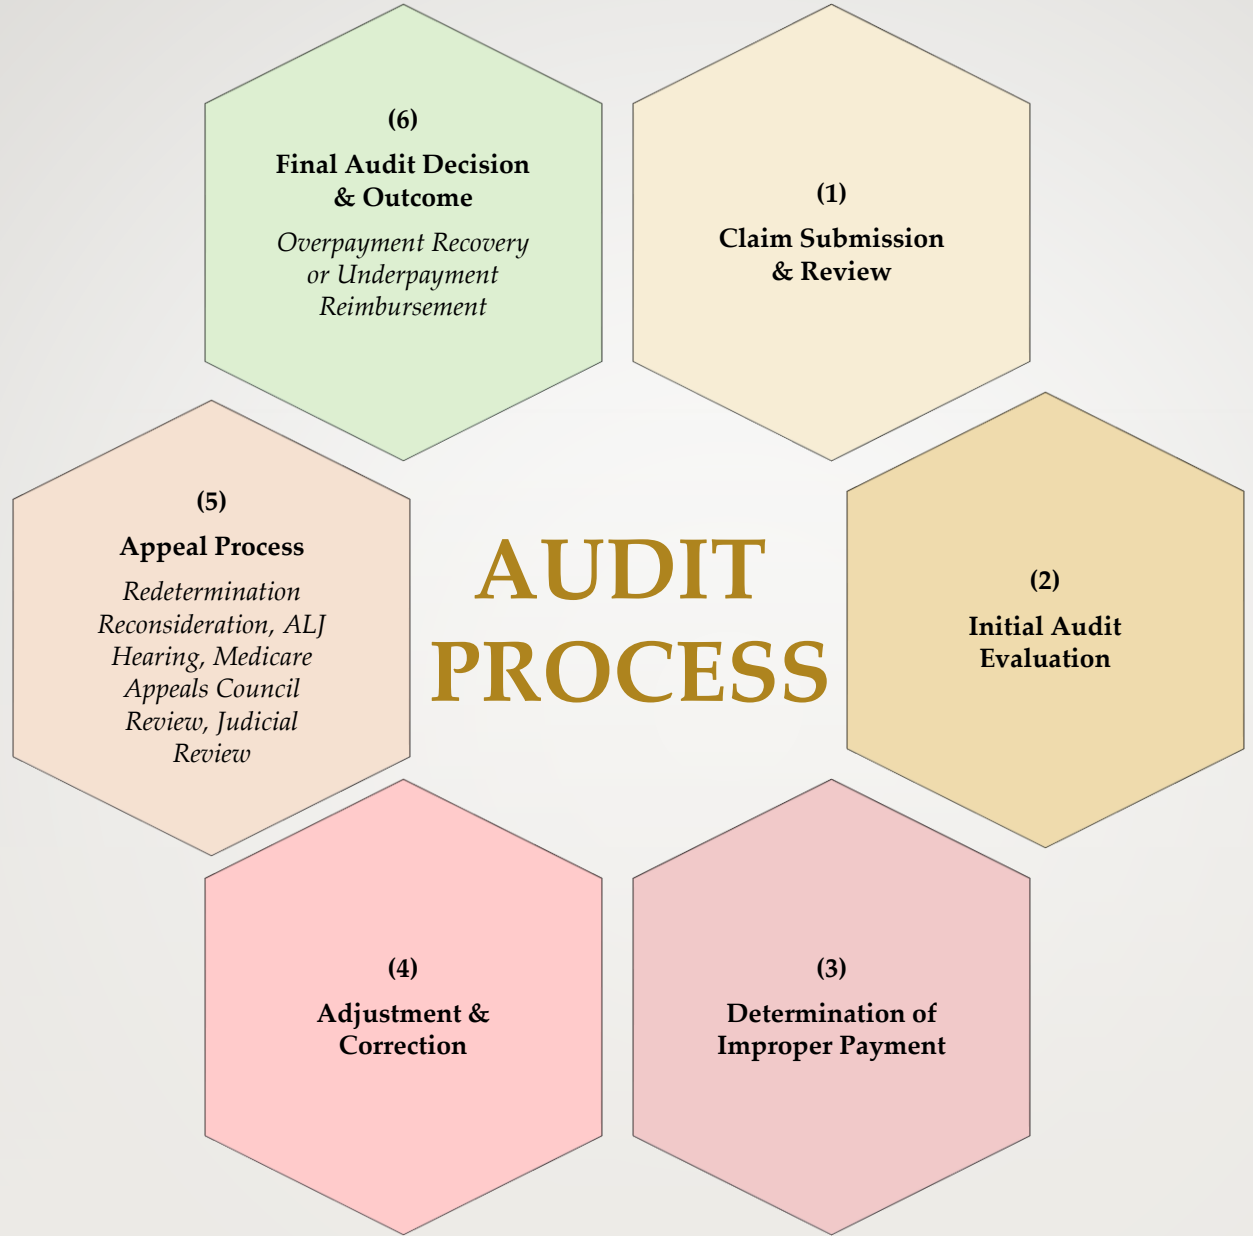 AUDIT
PROCESS
(1)
Claim Submission
& Review
(2)
Initial Audit
Evaluation
(3)
Determination of
Improper Payment
(4)
Adjustment &
Correction
(5)
Appeal Process
Redetermination
Reconsideration, ALJ
Hearing, Medicare
Appeals Council
Review, Judicial
Review
(6)
Final Audit Decision
& Outcome
Overpayment Recovery
or Underpayment
Reimbursement